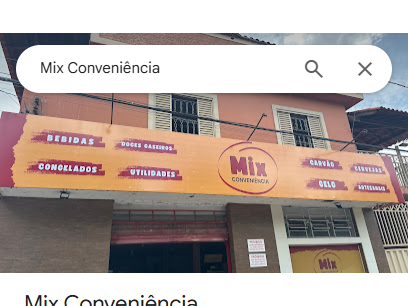 Mix Conveniência
BEBIDAS
DOCES CASEIROS
CONGELADOS
UTILIDADES
Mix
CONVENIÊNCIA
CARVÃO
CERVEJAS
GELO
ARTESANAIS
Mix
Mix Conveniência